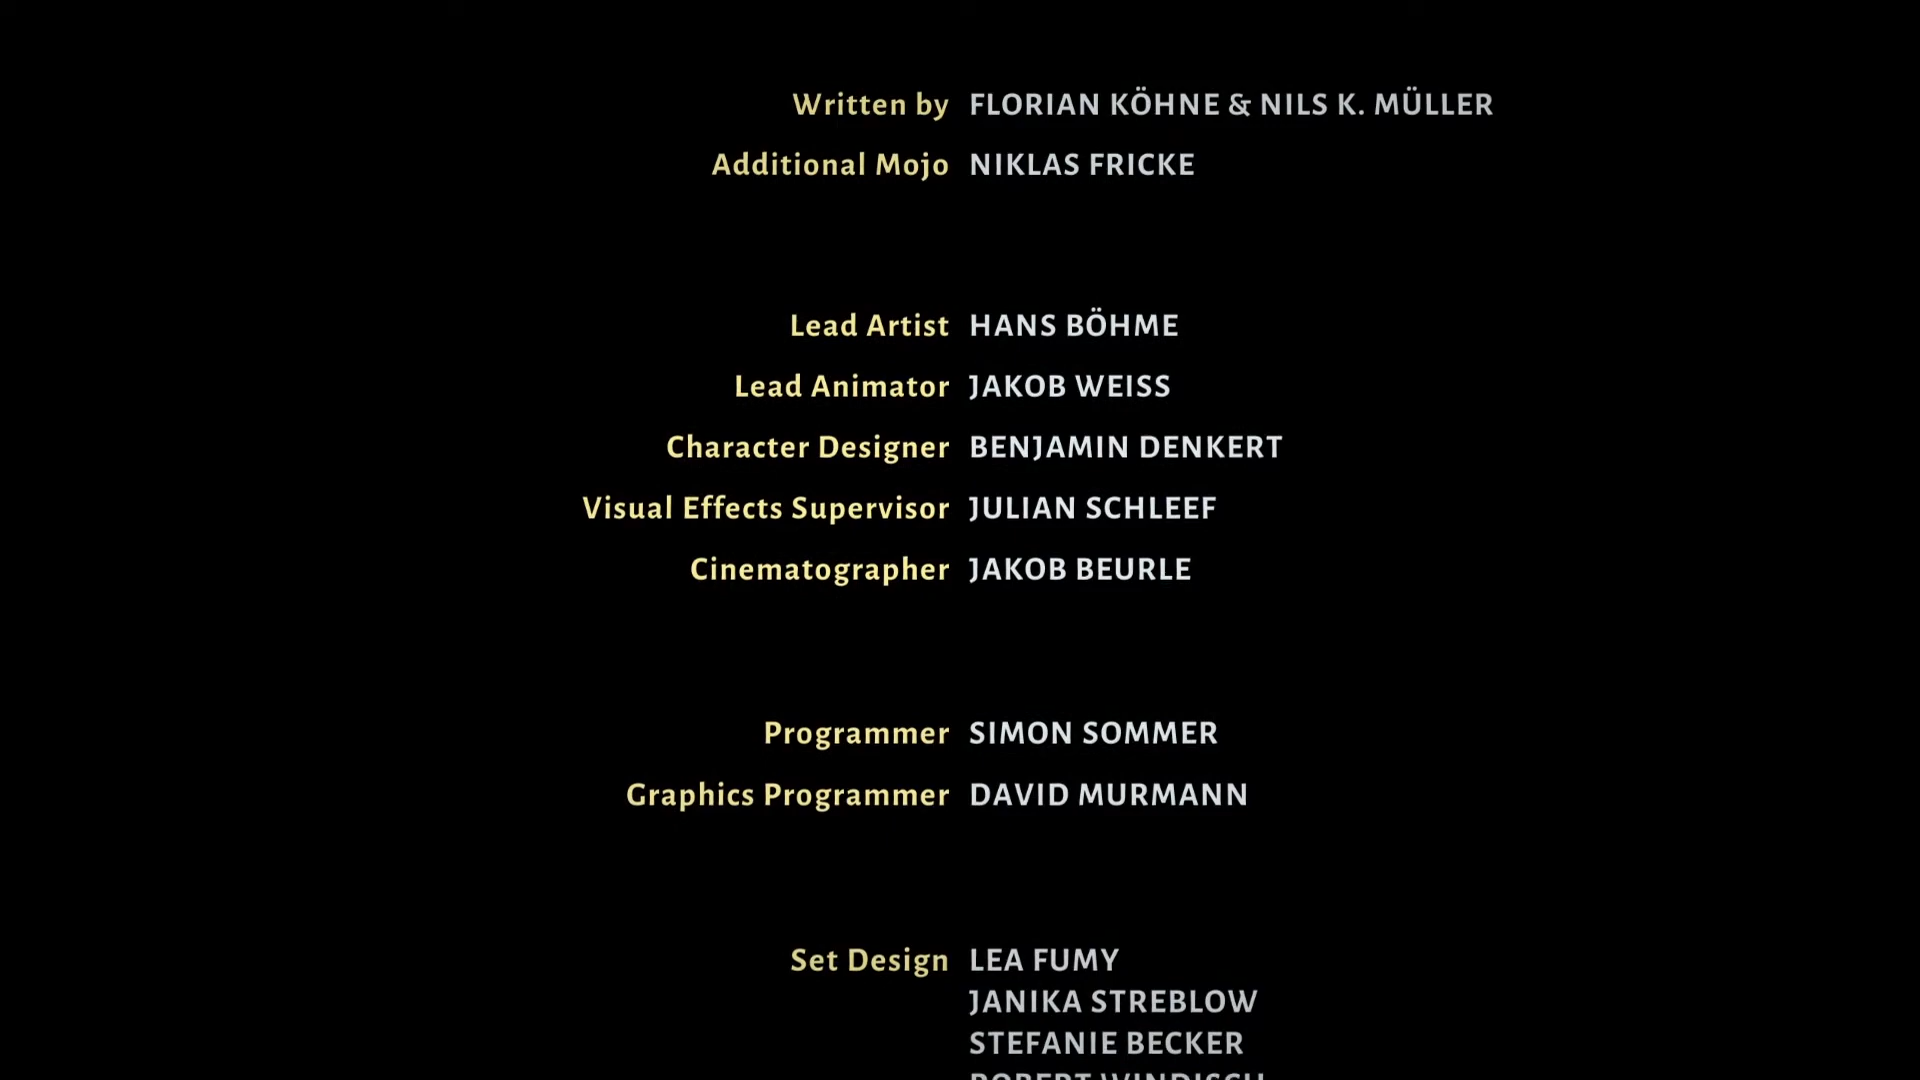 Written by FLORIAN KÖHNE & NILS K. MÜLLER
Additional Mojo NIKLAS FRICKE
Lead Artist HANS BÖHME
Lead Animator JAKOB WEISS
Character Designer BENJAMIN DENKERT
Visual Effects Supervisor JULIAN SCHLEEF
Cinematographer JAKOB BEURLE
Programmer SIMON SOMMER
Graphics Programmer DAVID MURMANN
Set Design LEA FUMY
JANIKA STREBLOW
STEFANIE BECKER
ROBERT WINDISCH